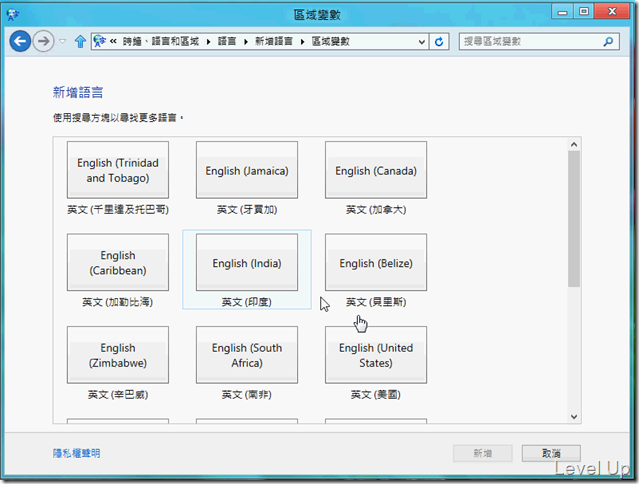 區域變數
« 時鐘、語言和區域 ▸ 語言 ▸ 新增語言 ▸ 區域變數
搜尋區域變數
新增語言
使用搜尋方塊以尋找更多語言。
English (Trinidad
and Tobago)
English (Jamaica)
English (Canada)
英文 (千里達及托巴哥)
英文 (牙買加)
英文 (加拿大)
English
(Caribbean)
English (India)
English (Belize)
英文 (加勒比海)
英文 (印度)
英文 (貝里斯)
English
(Zimbabwe)
English (South
Africa)
English (United
States)
英文 (辛巴威)
英文 (南非)
英文 (美國)
隱私權聲明
新增
取消
Level Up